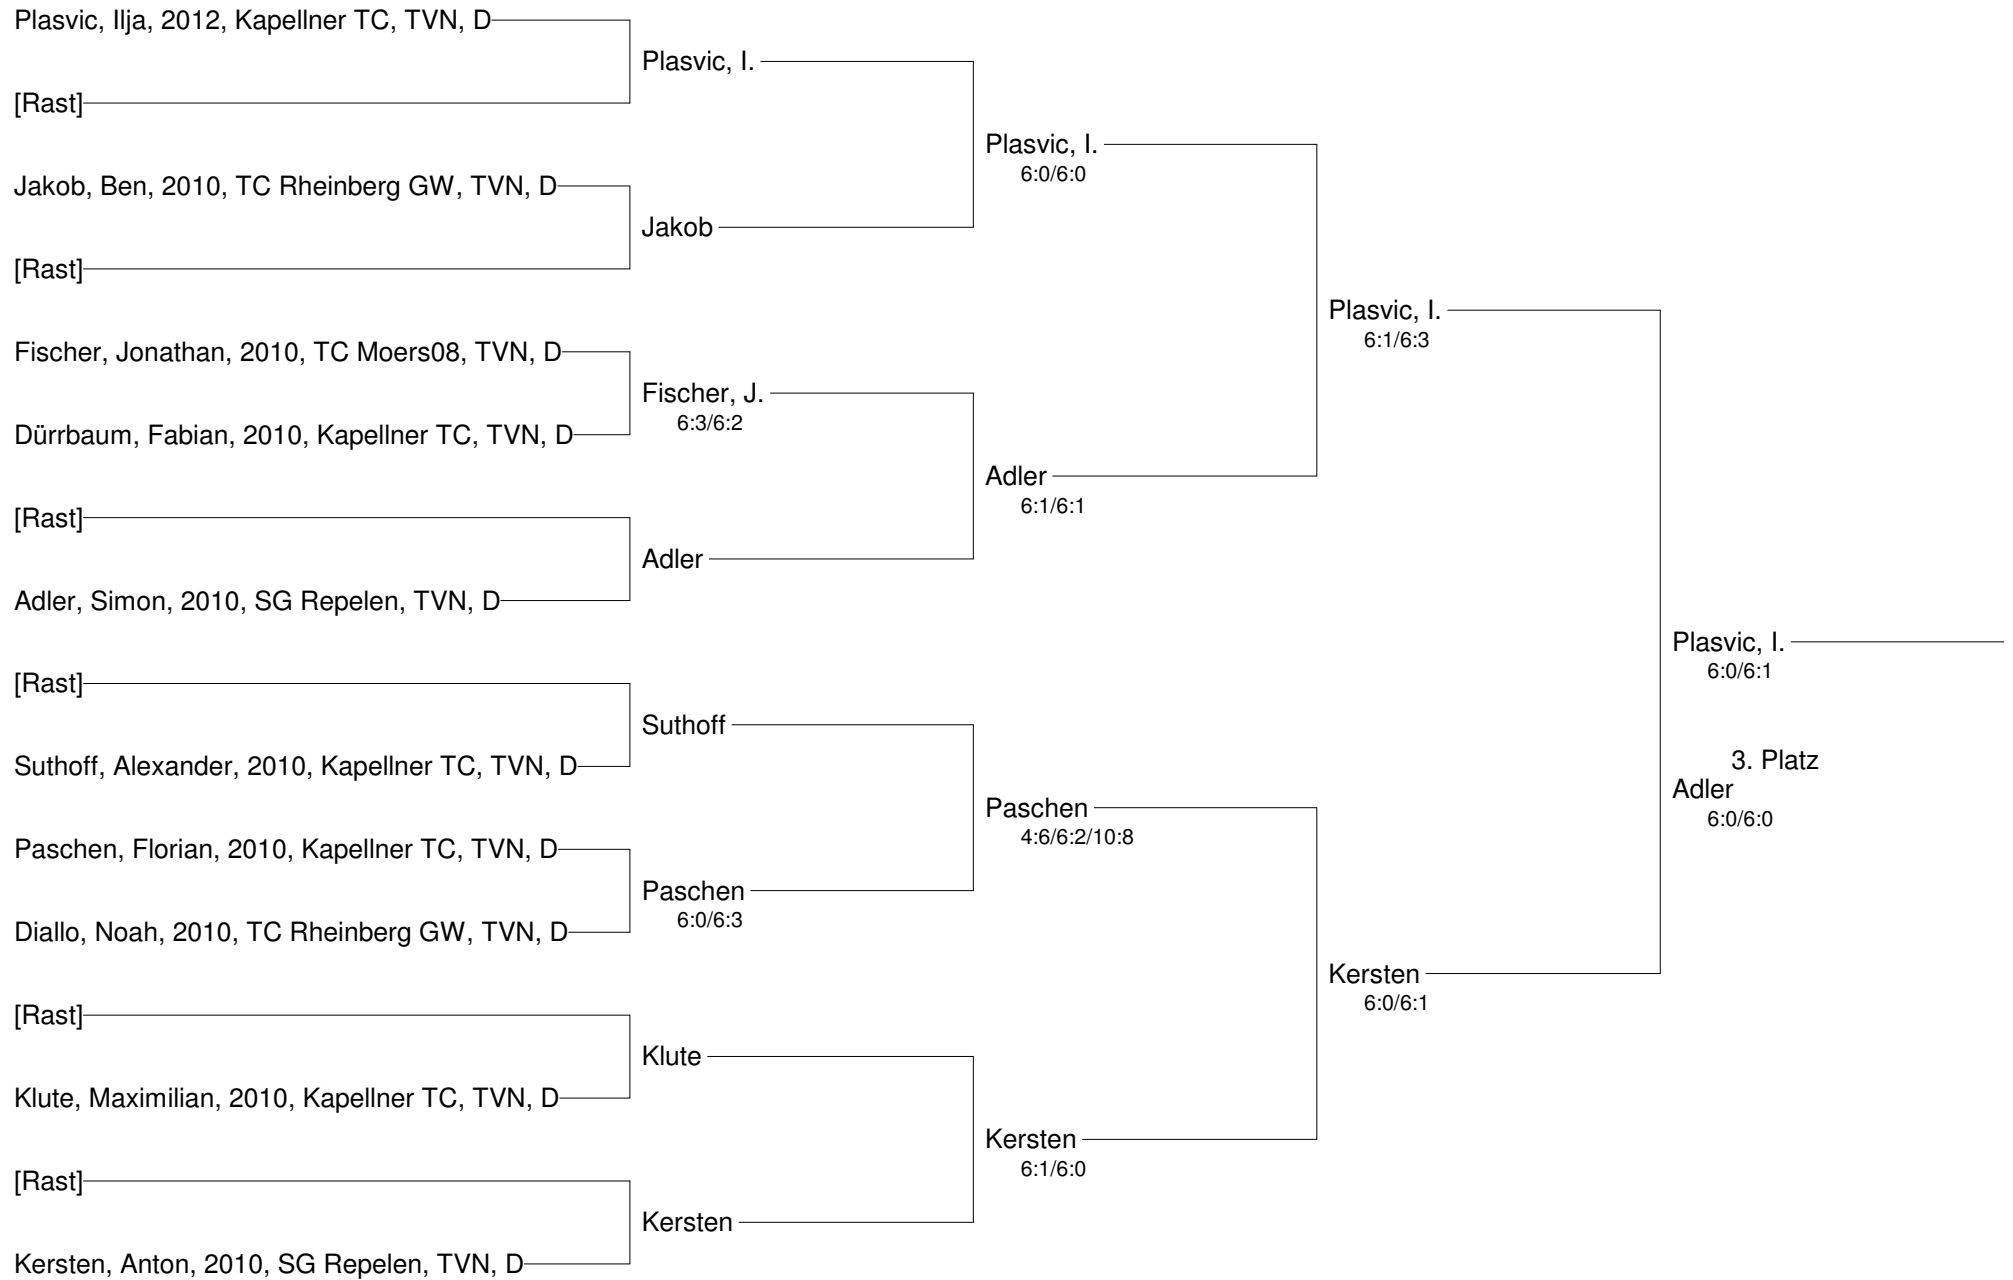 Plasvic, Ilja, 2012, Kapellner TC, TVN, D
[Rast]
Jakob, Ben, 2010, TC Rheinberg GW, TVN, D
[Rast]
Fischer, Jonathan, 2010, TC Moers08, TVN, D
Dürrbaum, Fabian, 2010, Kapellner TC, TVN, D
[Rast]
Adler, Simon, 2010, SG Repelen, TVN, D
[Rast]
Suthoff, Alexander, 2010, Kapellner TC, TVN, D
Paschen, Florian, 2010, Kapellner TC, TVN, D
Diallo, Noah, 2010, TC Rheinberg GW, TVN, D
[Rast]
Klute, Maximilian, 2010, Kapellner TC, TVN, D
[Rast]
Kersten, Anton, 2010, SG Repelen, TVN, D
Plasvic, I.
Jakob
Fischer, J.
6:3/6:2
Adler
Suthoff
Paschen
6:0/6:3
Klute
Kersten
Plasvic, I.
6:0/6:0
Adler
6:1/6:1
Paschen
4:6/6:2/10:8
Kersten
6:1/6:0
Plasvic, I.
6:1/6:3
Kersten
6:0/6:1
Plasvic, I.
6:0/6:1
3. Platz
Adler
6:0/6:0